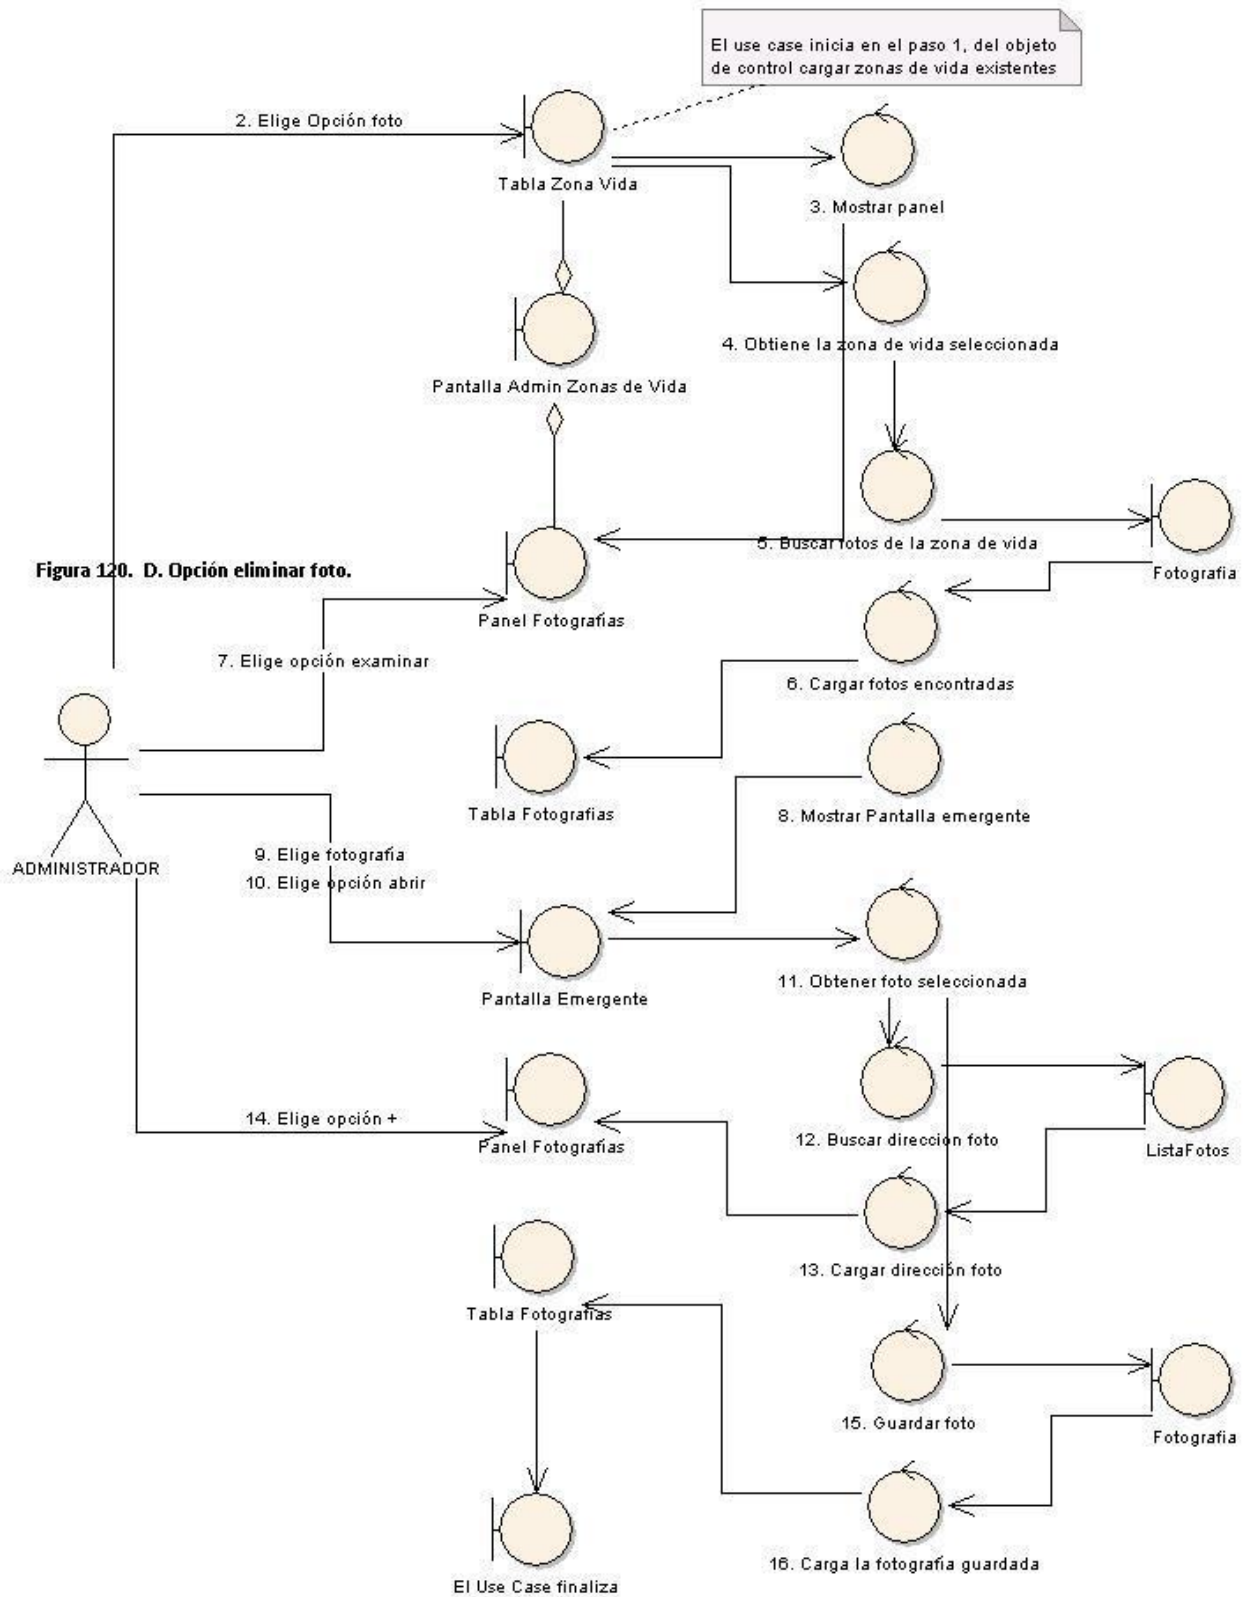 El use case inicia en el paso 1, del objeto
de control cargar zonas de vida existentes
2. Elige Opción foto
Tabla Zona Vida
3. Mostrar panel
4. Obtiene la zona de vida seleccionada
Pantalla Admin Zonas de Vida
5. Buscar fotos de la zona de vida
Fotografia
Figura 120. D. Opción eliminar foto.
Panel Fotografías
7. Elige opción examinar
6. Cargar fotos encontradas
Tabla Fotografias
8. Mostrar Pantalla emergente
ADMINISTRADOR
9. Elige fotografía
10. Elige opción abrir
11. Obtener foto seleccionada
Pantalla Emergente
14. Elige opción +
Panel Fotografías
12. Buscar dirección foto
ListaFotos
13. Cargar dirección foto
Tabla Fotografías
15. Guardar foto
Fotografia
16. Carga la fotografía guardada
El Use Case finaliza